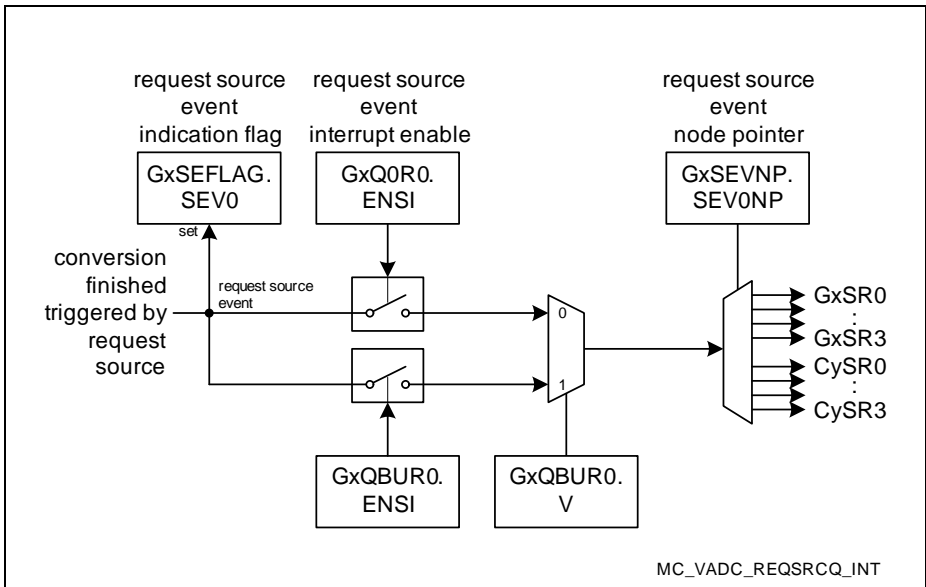 request source
event
indication flag
request source
event
interrupt enable
request source
event
node pointer
GxSEFLAG.
SEV0
GxQ0R0.
ENSI
GxSEVNP.
SEV0NP
set
conversion
finished
triggered by
request
source
request source
event
0
1
GxSR0
:
GxSR3
CySR0
:
CySR3
GxQBUR0.
ENSI
GxQBUR0.
V
MC_VADC_REQSRCQ_INT